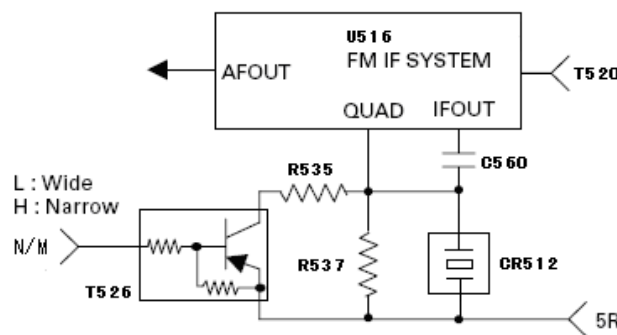 U516
FM IF SYSTEM
AFOUT
T520
QUAD
IFOUT
C560
R535
L : Wide
H : Narrow
N/M
R537
CR512
T526
5R